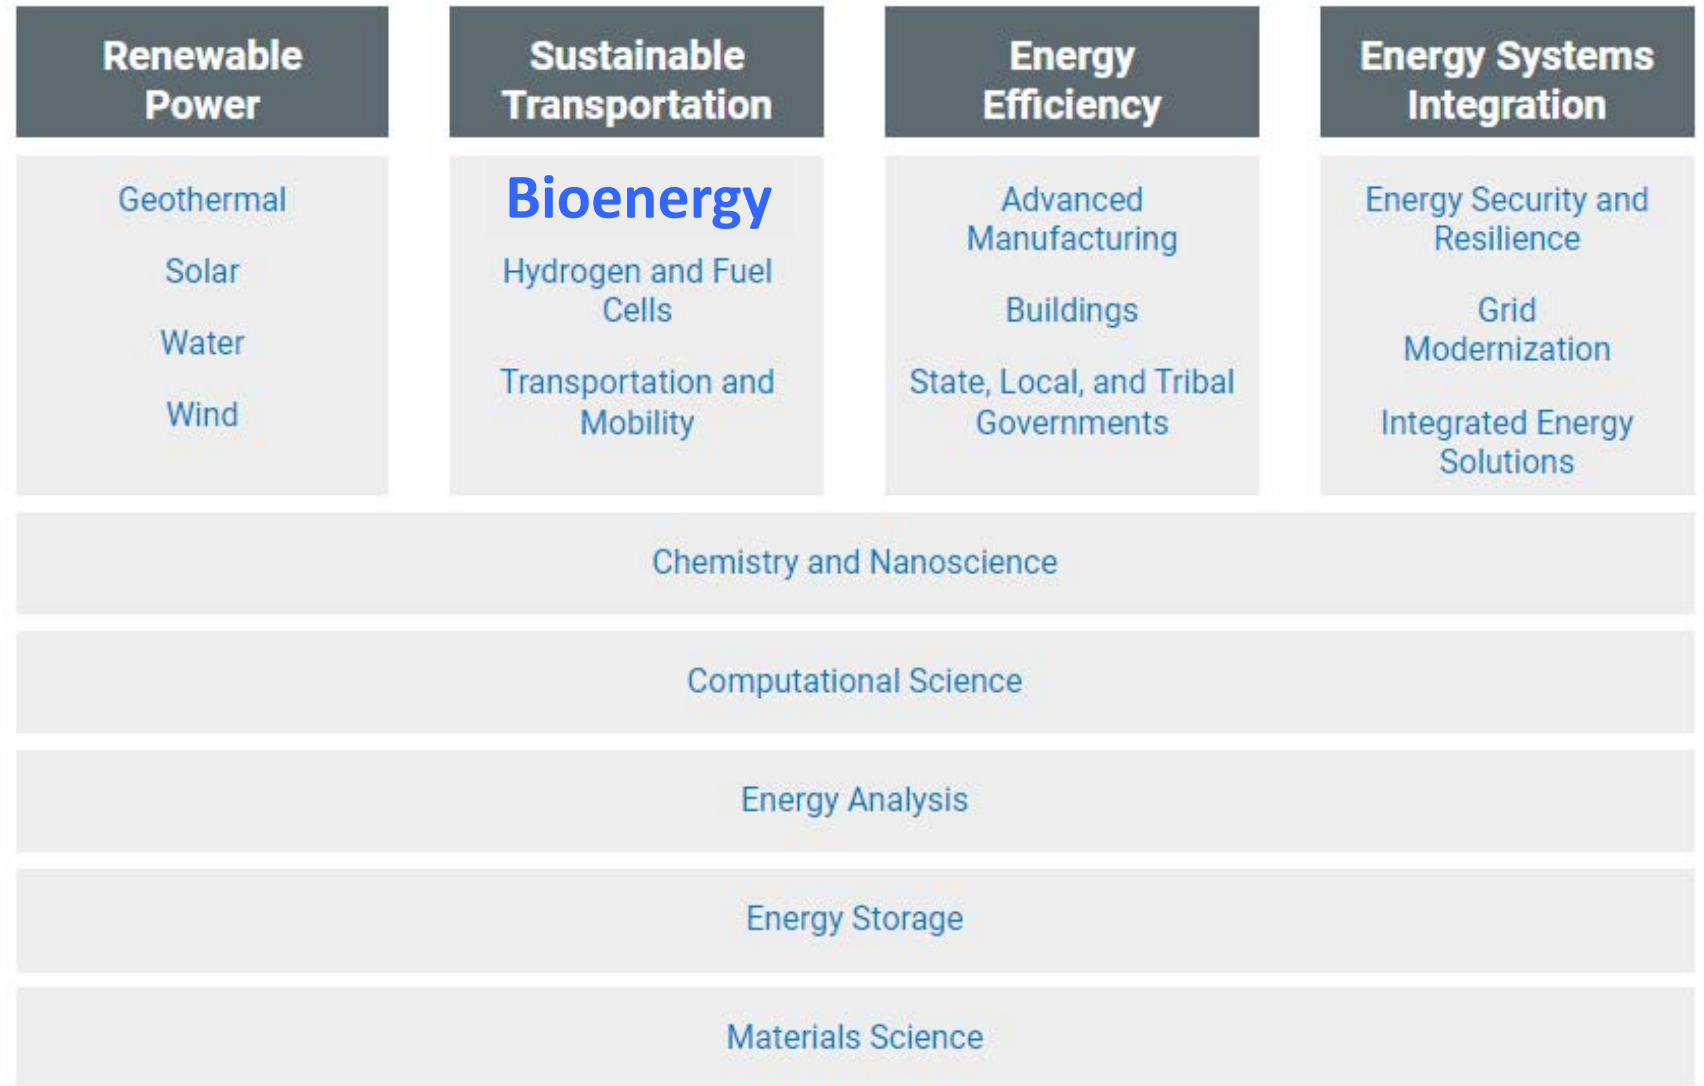 Renewable
Power
Geothermal
Solar
Water
Wind
Sustainable
Transportation
Bioenergy
Hydrogen and Fuel
Cells
Transportation and
Mobility
Energy
Efficiency
Advanced
Manufacturing
Buildings
State, Local, and Tribal
Governments
Energy Systems
Integration
Energy Security and
Resilience
Grid
Modernization
Integrated Energy
Solutions
Chemistry and Nanoscience
Computational Science
Energy Analysis
Energy Storage
Materials Science